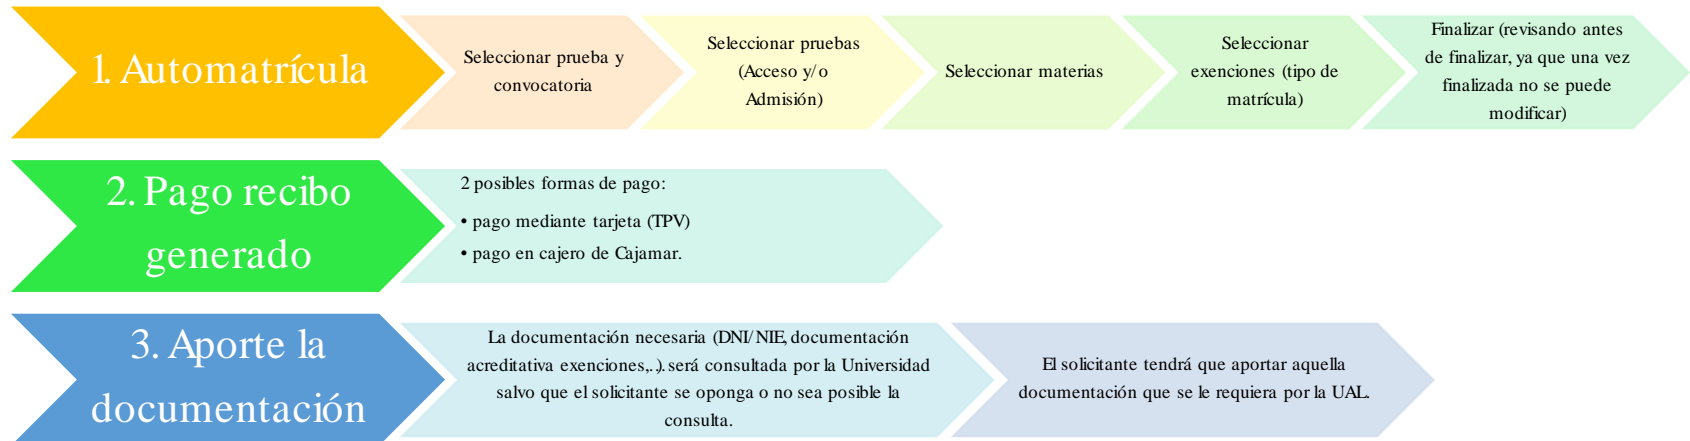 1. Automatrícula
Seleccionar prueba y
convocatoria
Seleccionar pruebas
(Acceso y/o
Admisión)
Seleccionar materias
Seleccionar
exenciones (tipo de
matrícula)
Finalizar (revisando antes
de finalizar, ya que una vez
finalizada no se puede
modificar)
2. Pago recibo
generado
2 posibles formas de pago:
• pago mediante tarjeta (TPV)
• pago en cajero de Cajamar.
3. Aporte la
documentación
La documentación necesaria (DNI/NIE, documentación
acreditativa exenciones,..). será consultada por la Universidad
salvo que el solicitante se oponga o no sea posible la
consulta.
El solicitante tendrá que aportar aquella
documentación que se le requiera por la UAL.